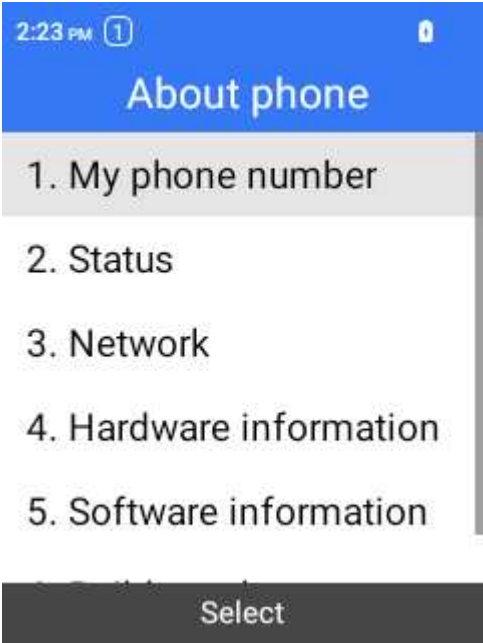 2:23 PM 1
About phone
1. My phone number
2. Status
3. Network
4. Hardware information
5. Software information
Select